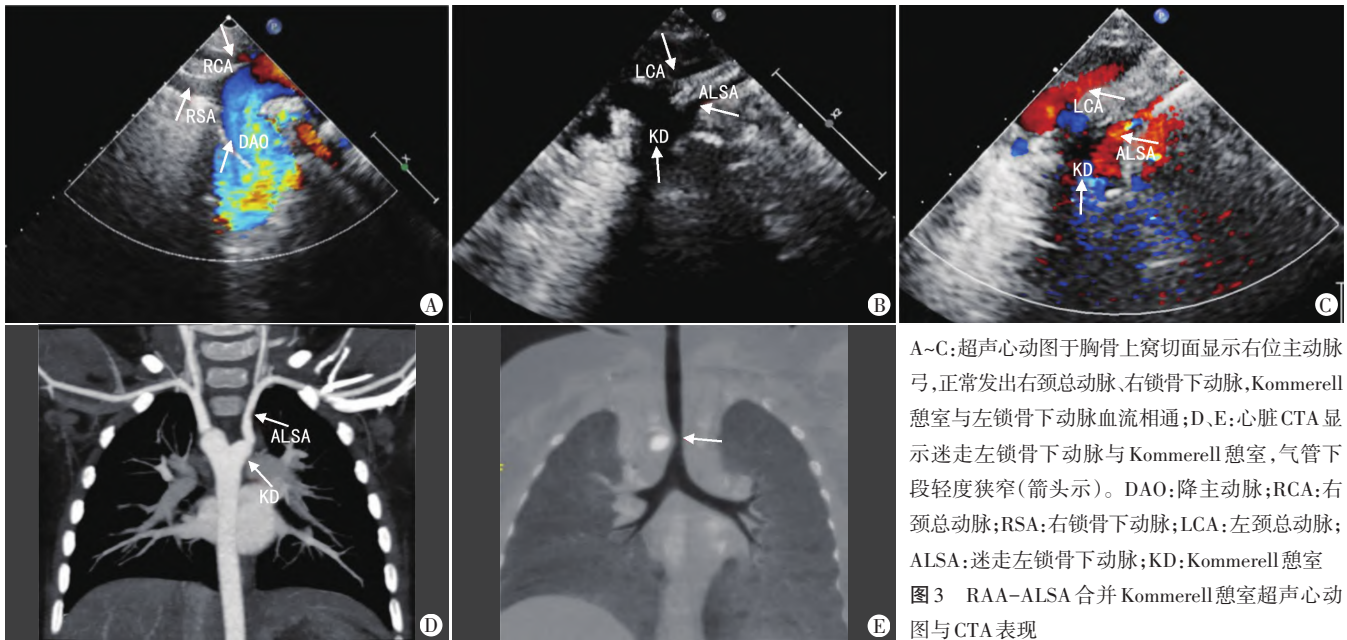 RCA
RSA
DAO
A
LCA
ALSA
KD
B
LCA
ALSA
KD
C
ALSA
KD
D
E
A~C:超声心动图于胸骨上窝切面显示右位主动脉
弓,正常发出右颈总动脉、右锁骨下动脉,Kommerell
憩室与左锁骨下动脉血流相通;D、E:心脏CTA显
示迷走左锁骨下动脉与Kommerell憩室,气管下
段轻度狭窄(箭头示)。DAO:降主动脉;RCA:右
颈总动脉;RSA:右锁骨下动脉;LCA:左颈总动脉;
ALSA:迷走左锁骨下动脉;KD:Kommerell憩室
图3 RAA-ALSA合并Kommerell憩室超声心动
图与CTA表现